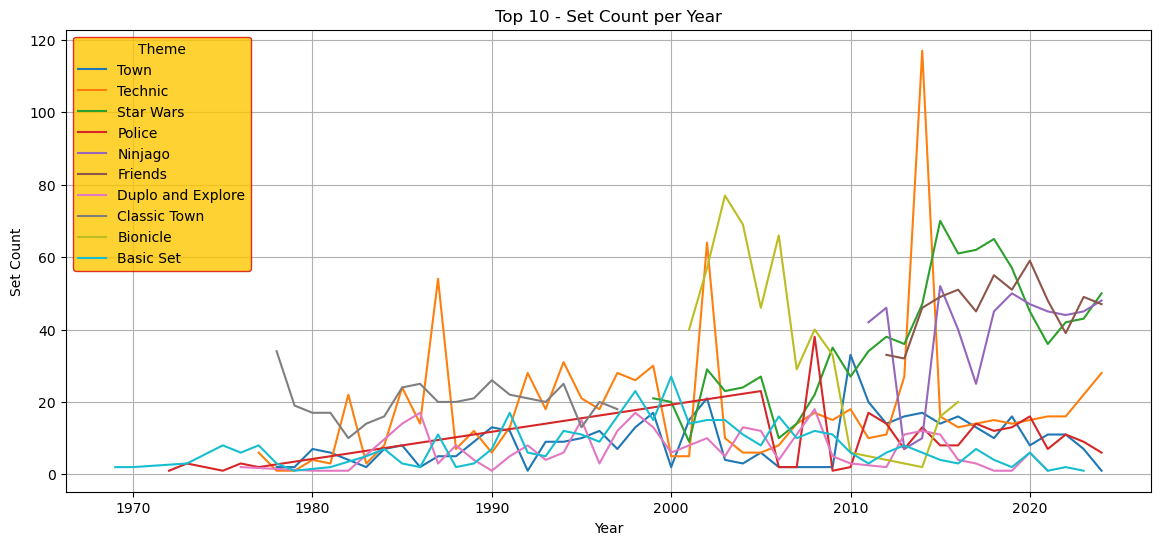 Top 10 - Set Count per Year
120
100
80
60
40
20
0
Set Count
Theme
Town
Technic
Star Wars
Police
Ninjago
Friends
Duplo and Explore
Classic Town
Bionicle
Basic Set
1970
1980
1990
2000
2010
2020
Year